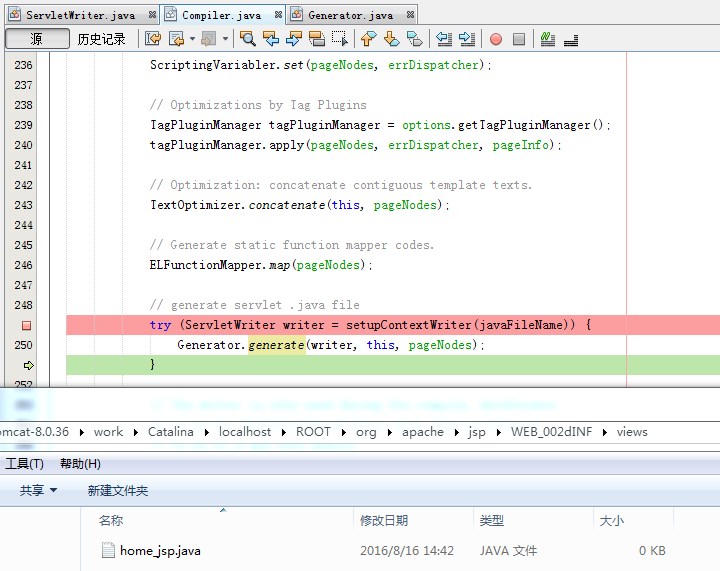 ServletWriter.java Compiler.java Generator.java
源 历史记录
236 ScriptingVariabler.set(pageNodes, errDispatcher);
237
238 // Optimizations by Tag Plugins
239 TagPluginManager tagPluginManager = options.getTagPluginManager();
240 tagPluginManager.apply(pageNodes, errDispatcher, pageInfo);
241
242 // Optimization: concatenate contiguous template texts.
243 TextOptimizer.concatenate(this, pageNodes);
244
245 // Generate static function mapper codes.
246 ELFunctionMapper.map(pageNodes);
247
248 // generate servlet .java file
try (ServletWriter writer = setupContextWriter(javaFileName)) {
250 Generator.generate(writer, this, pageNodes);
}
252
omcat-8.0.36 work Catalina localhost ROOT org apache jsp WEB_002dINF views
工具(T) 帮助(H)
共享 新建文件夹
名称 修改日期 类型 大小
home_jsp.java 2016/8/16 14:42 JAVA 文件 0 KB